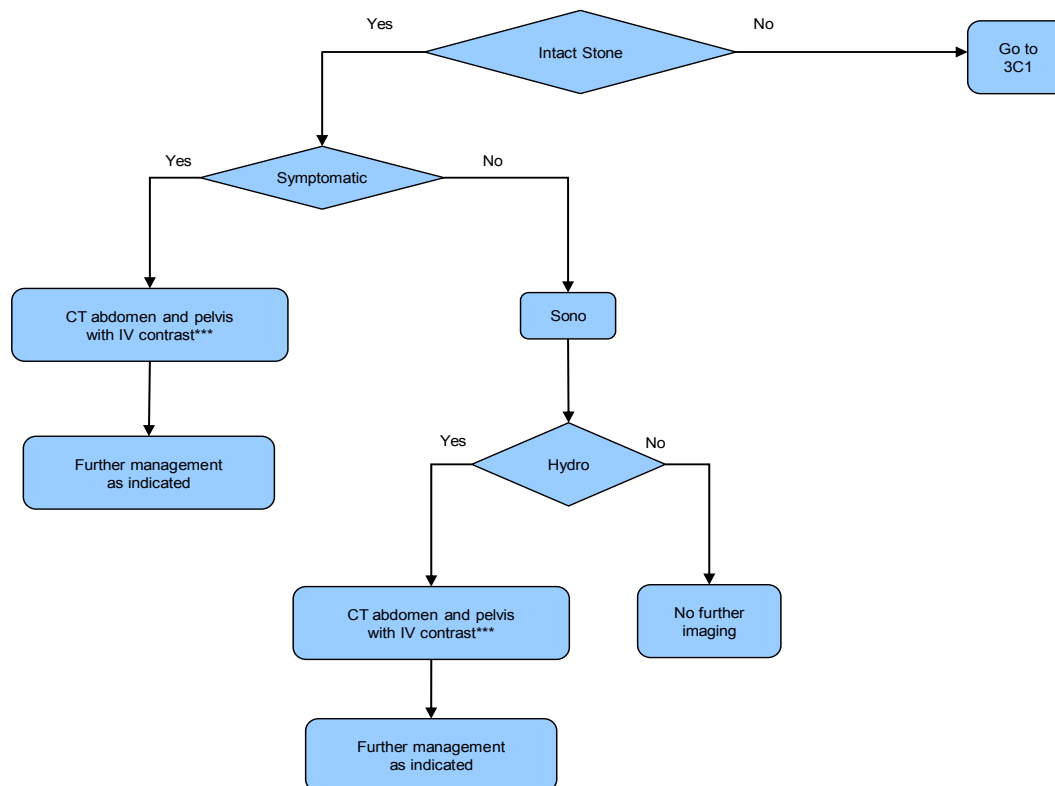 Yes
No
Intact Stone
Go to
3C1
Yes
No
Symptomatic
CT abdomen and pelvis
with IV contrast***
Sono
Further management
as indicated
Yes
No
Hydro
CT abdomen and pelvis
with IV contrast***
No further
imaging
Further management
as indicated